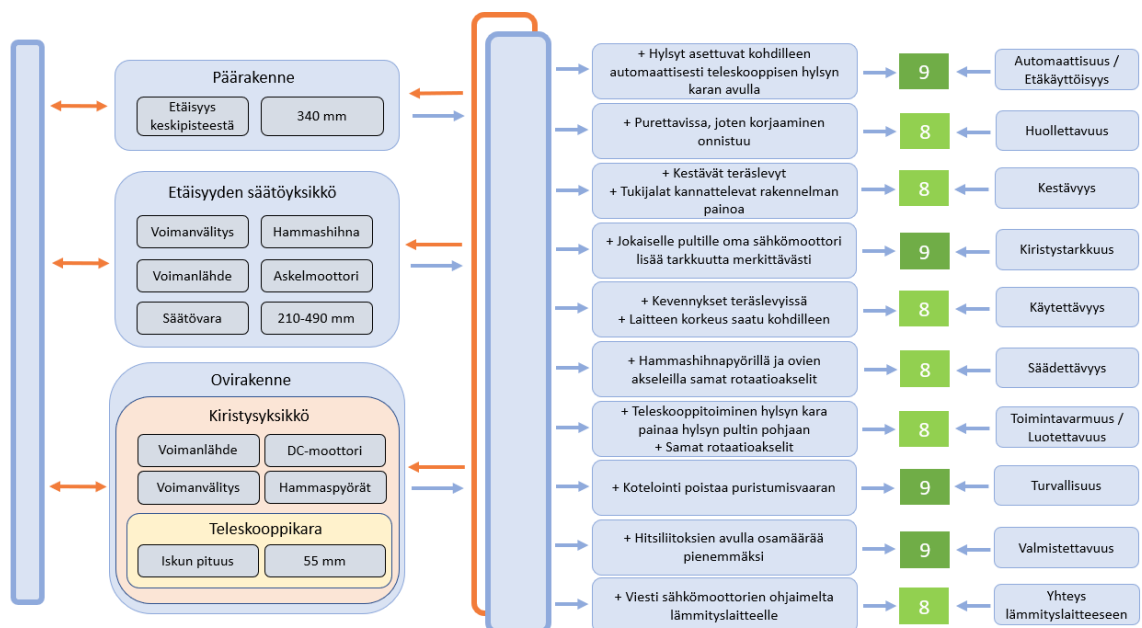 Päärakenne
Etäisyys
keskipisteestä
340 mm
Etäisyyden säätöyksikkö
Voimanvälitys
Hammashihna
Voimanlähde
Askelmoottori
Säätövara
210-490 mm
Ovirakenne
Kiristysyksikkö
Voimanlähde
DC-moottori
Voimanvälitys
Hammaspyörät
Teleskooppikara
Iskun pituus
55 mm
+ Hylsyt asettuvat kohdilleen
automaattisesti teleskooppisen hylsyn
karan avulla
9
Automaattisuus /
Etäkäyttöisyys
+ Purettavissa, joten korjaaminen
onnistuu
8
Huollettavuus
+ Kestävät teräslevyt
+ Tukijalat kannattelevat rakennelman
painoa
8
Kestävyys
+ Jokaiselle pultille oma sähkömoottori
lisää tarkkuutta merkittävästi
9
Kiristystarkkuus
+ Kevennykset teräslevyissä
+ Laitteen korkeus saatu kohdilleen
8
Käytettävyys
+ Hammashihnapyörillä ja ovien
akseleilla samat rotaatioakselit
8
Säädettävyys
+ Teleskooppitoiminen hylsyn kara
painaa hylsyn pultin pohjaan
+ Samat rotaatioakselit
8
Toimintavarmuus /
Luotettavuus
+ Kotelointi poistaa puristumisvaaran
9
Turvallisuus
+ Hitsiliitoksien avulla osamäärää
pienemmäksi
9
Valmistettavuus
+ Viesti sähkömoottorien ohjaimelta
lämmityslaitteelle
8
Yhteys
lämmityslaitteeseen